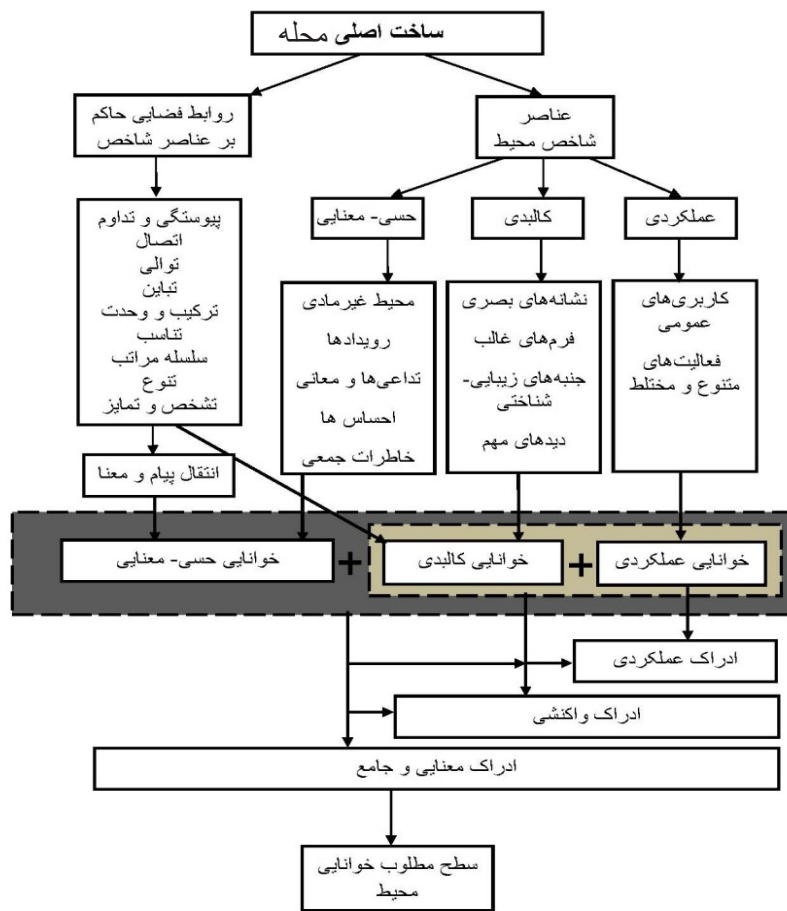 ساخت اصلی محله
عناصر
شاخص محیط
روابط فضایی حاکم
بر عناصر شاخص
عملکردی
کالبدی
حسی- معنایی
کاربری‌های
عمومی
فعالیت‌های
متنوع و مختلط
نشانه‌های بصری
فرم‌های غالب
جنبه‌های زیبایی-
شناختی
دیدهای مهم
محیط غیرمادی
رویدادها
تداعی‌ها و معانی
احساس ها
خاطرات جمعی
پیوستگی و تداوم
اتصال
توالی
تباین
ترکیب و وحدت
تناسب
سلسله مراتب
تنوع
تشخص و تمایز
انتقال پیام و معنا
خوانایی عملکردی
+
خوانایی کالبدی
+
خوانایی حسی- معنایی
ادراک عملکردی
ادراک واکنشی
ادراک معنایی و جامع
سطح مطلوب خوانایی
محیط